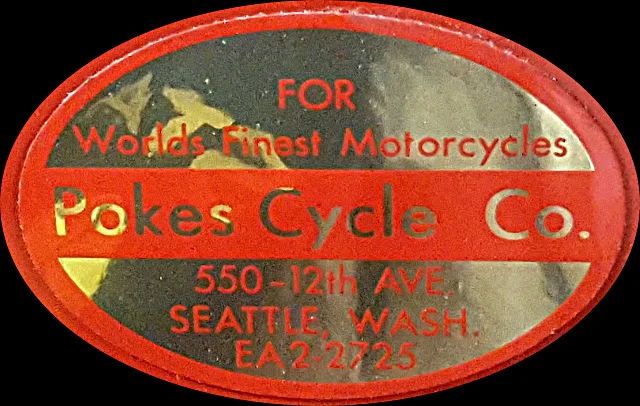 FOR
Worlds Finest Motorcycles
Pokes Cycle Co.
550-12th AVE.
SEATTLE, WASH.
EA2-2725